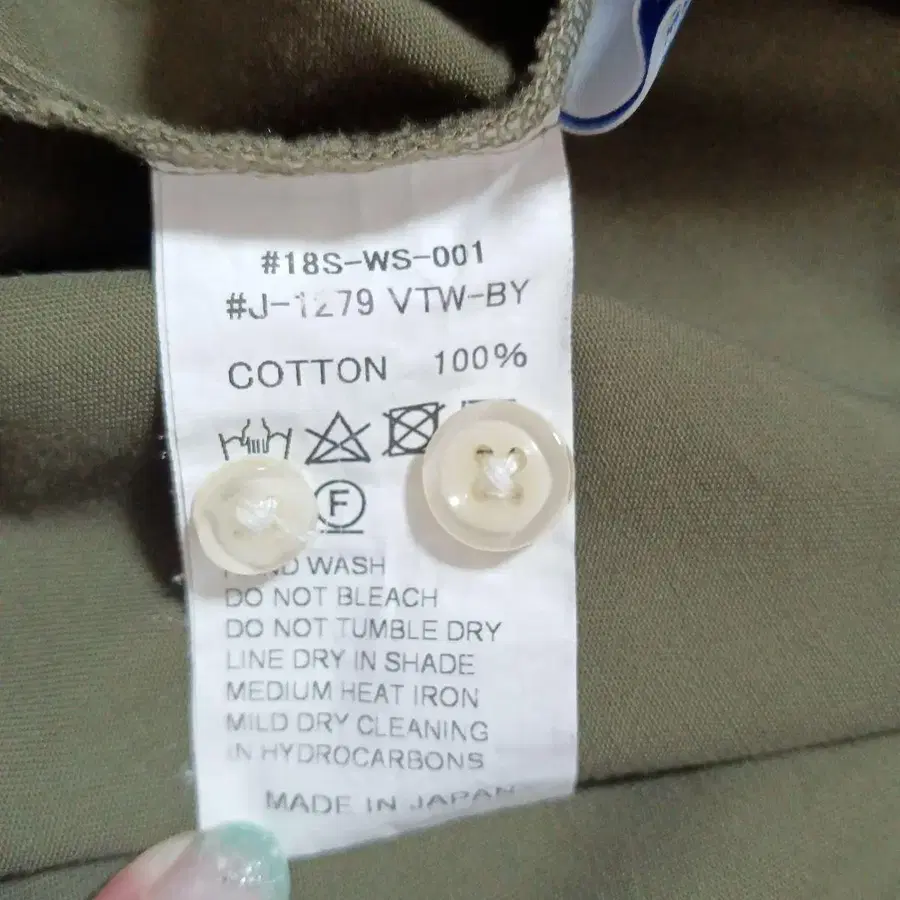 #18S-WS-001
#J-1279 VTW-BY
COTTON 100%
F
HAND WASH
DO NOT BLEACH
DO NOT TUMBLE DRY
LINE DRY IN SHADE
MEDIUM HEAT IRON
MILD DRY CLEANING
IN HYDROCARBONS
MADE IN JAPAN